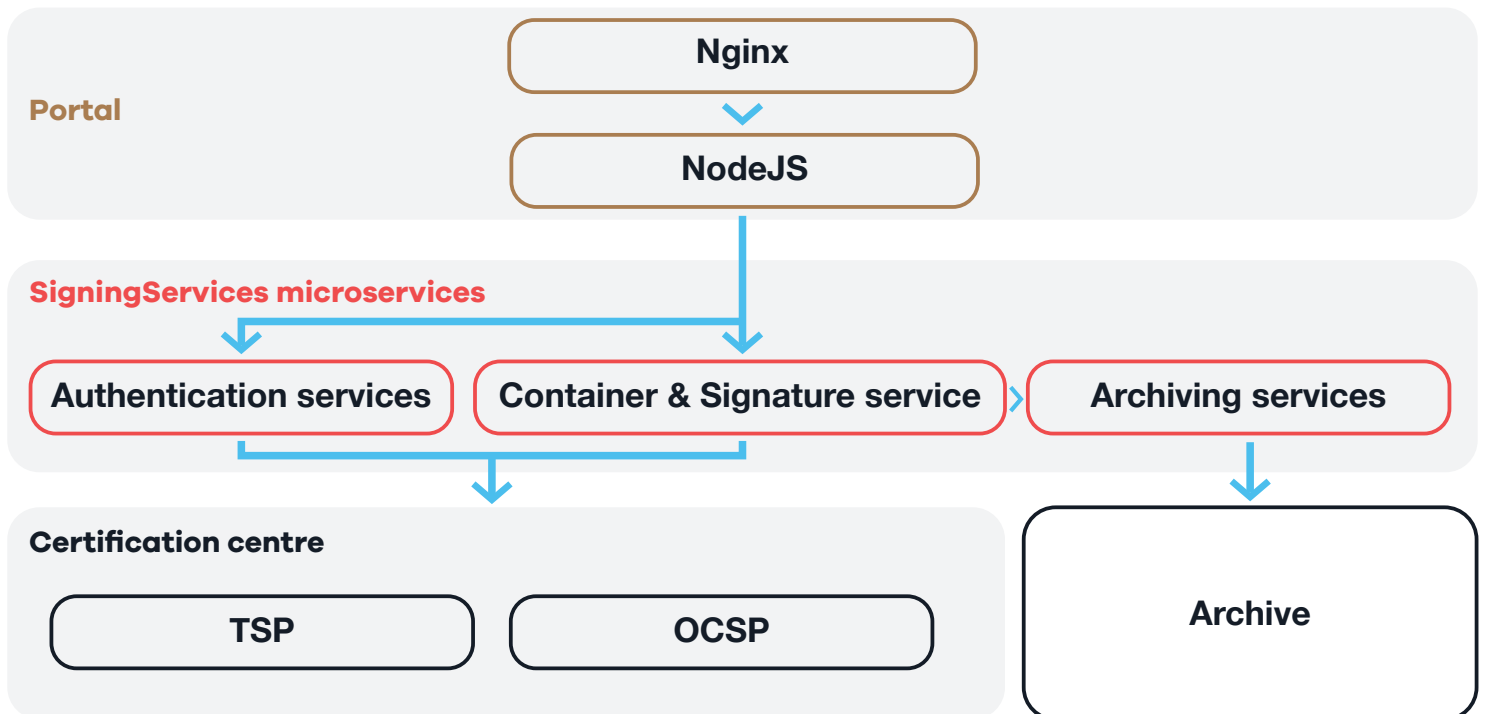 Nginx
Portal
NodeJS
SigningServices microservices
Authentication services
Container & Signature service
Archiving services
Certification centre
TSP
OCSP
Archive